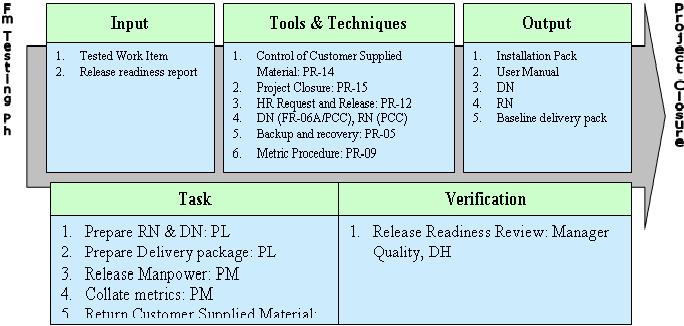 Fm Testing Ph
Input
1. Tested Work Item
2. Release readiness report
Tools & Techniques
1. Control of Customer Supplied
Material: PR-14
2. Project Closure: PR-15
3. HR Request and Release: PR-12
4. DN (FR-06A/PCC), RN (PCC)
5. Backup and recovery: PR-05
6. Metric Procedure: PR-09
Output
1. Installation Pack
2. User Manual
3. DN
4. RN
5. Baseline delivery pack
Project Closure
Task
1. Prepare RN & DN: PL
2. Prepare Delivery package: PL
3. Release Manpower: PM
4. Collate metrics: PM
5. Return Customer Supplied Material:
Verification
1. Release Readiness Review: Manager
Quality, DH